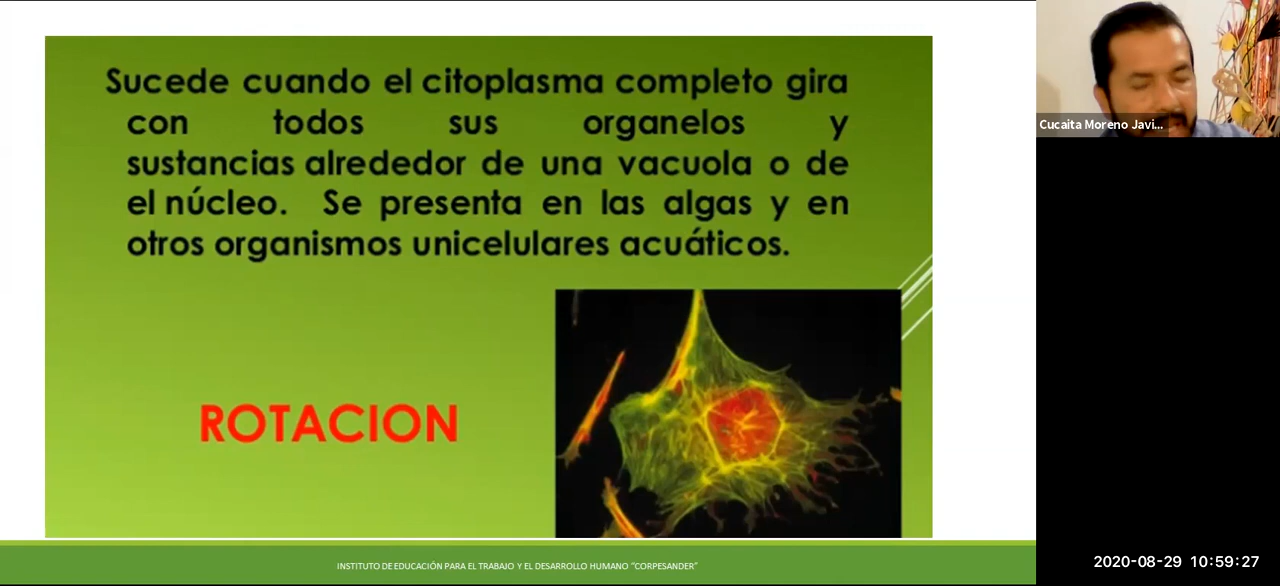 Sucede cuando el citoplasma completo gira
con todos sus organelos y
sustancias alrededor de una vacuola o de
el núcleo. Se presenta en las algas y en
otros organismos unicelulares acuáticos.
ROTACION
INSTITUTO DE EDUCACIÓN PARA EL TRABAJO Y EL DESARROLLO HUMANO "CORPESANDER"
Cucaita Moreno Javi...
2020-08-29 10:59:27